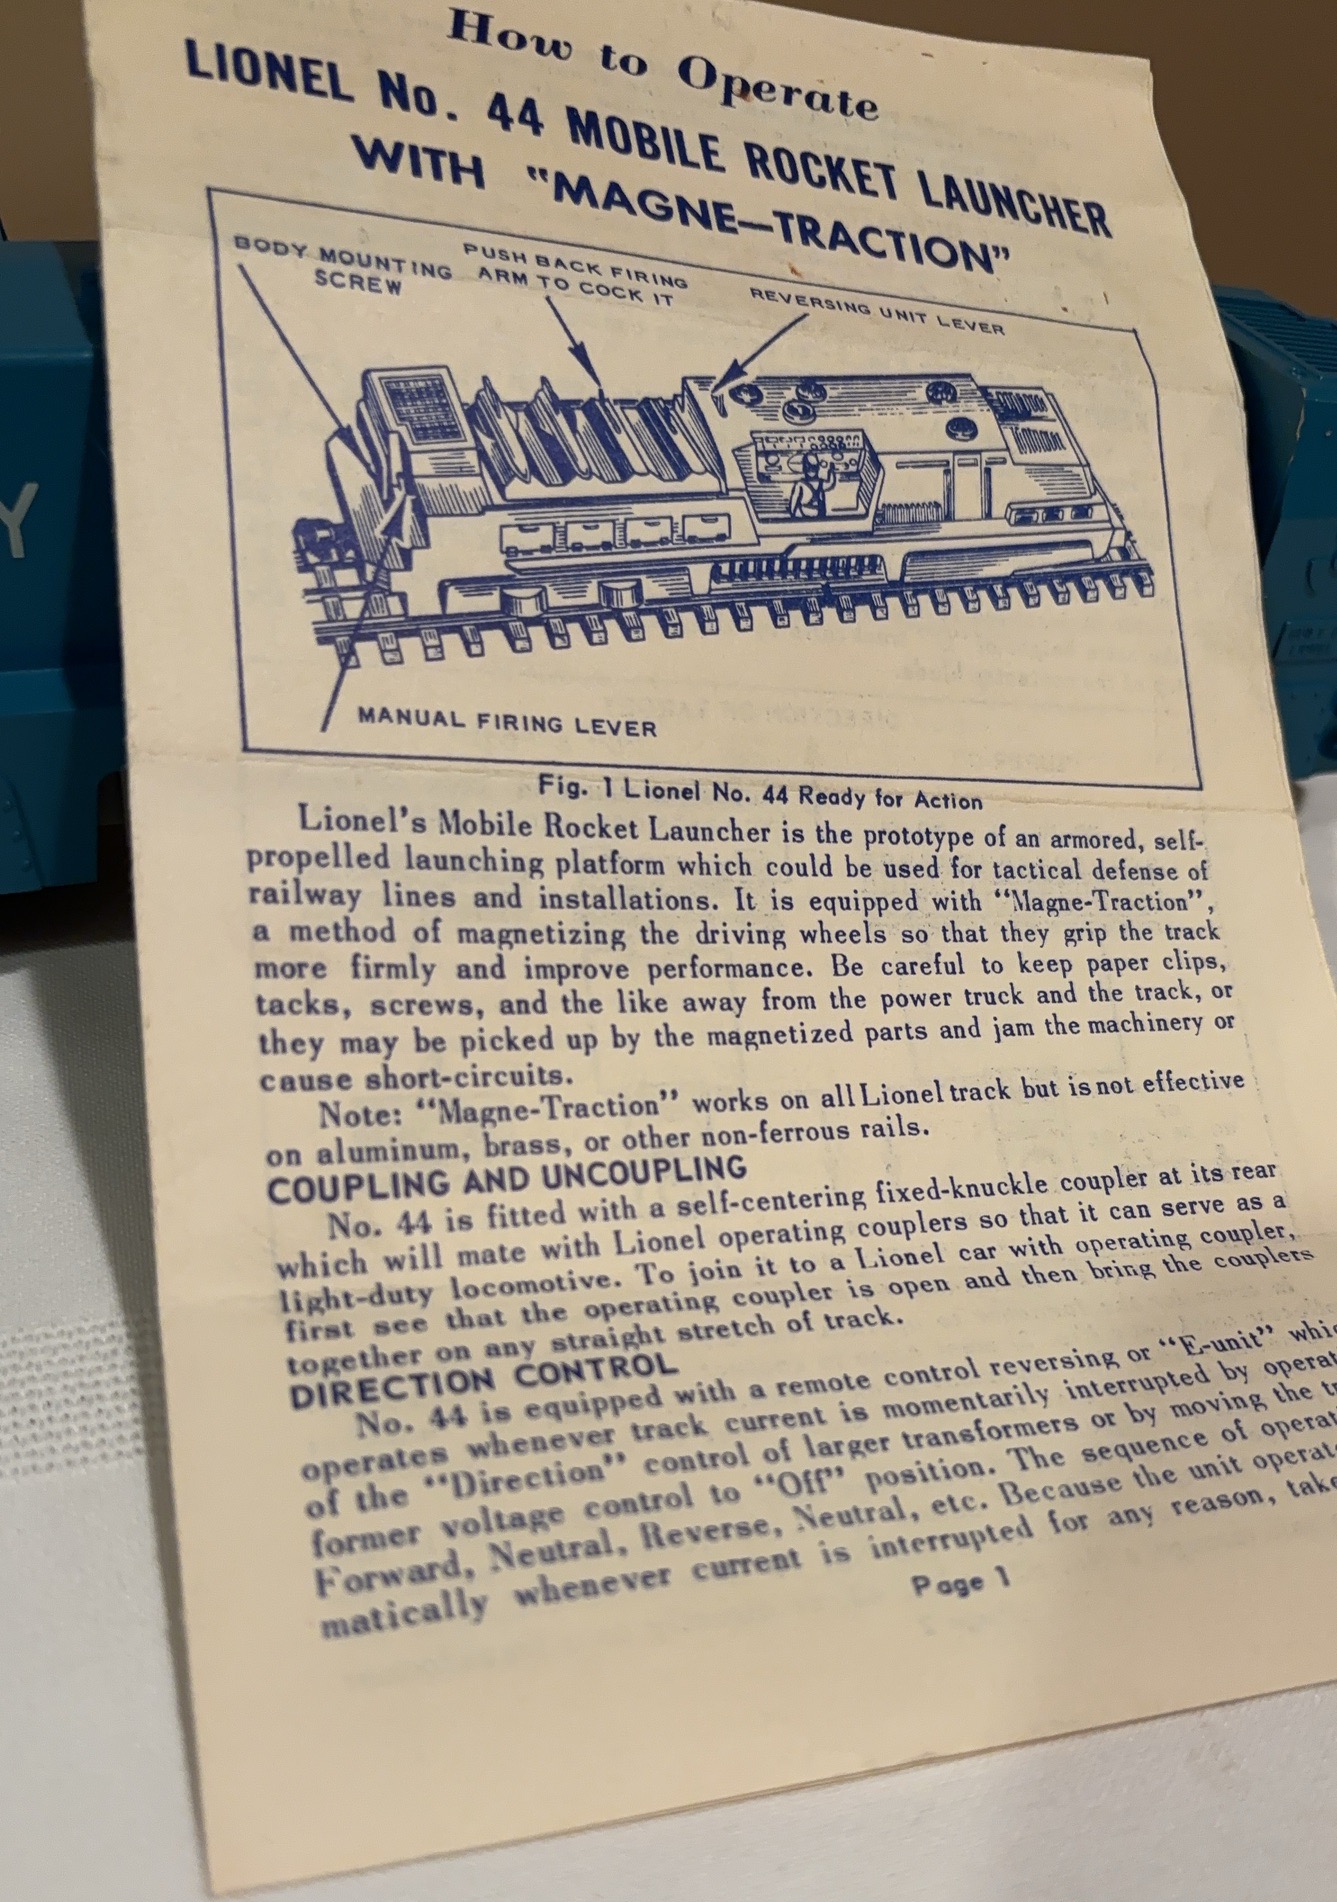 How to Operate
LIONEL No. 44 MOBILE ROCKET LAUNCHER
WITH "MAGNE—TRACTION"
BODY MOUNTING
SCREW
PUSH BACK FIRING
ARM TO COCK IT
REVERSING UNIT LEVER
MANUAL FIRING LEVER
Fig. 1 Lionel No. 44 Ready for Action
Lionel's Mobile Rocket Launcher is the prototype of an armored, self-
propelled launching platform which could be used for tactical defense of
railway lines and installations. It is equipped with "Magne-Traction",
a method of magnetizing the driving wheels so that they grip the track
more firmly and improve performance. Be careful to keep paper clips,
tacks, screws, and the like away from the power truck and the track, or
they may be picked up by the magnetized parts and jam the machinery or
cause short-circuits.
Note: "Magne-Traction" works on all Lionel track but is not effective
on aluminum, brass, or other non-ferrous rails.
COUPLING AND UNCOUPLING
No. 44 is fitted with a self-centering fixed-knuckle coupler at its rear
which will mate with Lionel operating couplers so that it can serve as a
light-duty locomotive. To join it to a Lionel car with operating coupler,
first see that the operating coupler is open and then bring the couplers
together on any straight stretch of track.
DIRECTION CONTROL
No. 44 is equipped with a remote control reversing or "E-unit" whi
operates whenever track current is momentarily interrupted by operat
of the "Direction" control of larger transformers or by moving the t
former voltage control to "Off" position. The sequence of operat
Forward, Neutral, Reverse, Neutral, etc. Because the unit operat
matically whenever current is interrupted for any reason, take
Page 1
Y